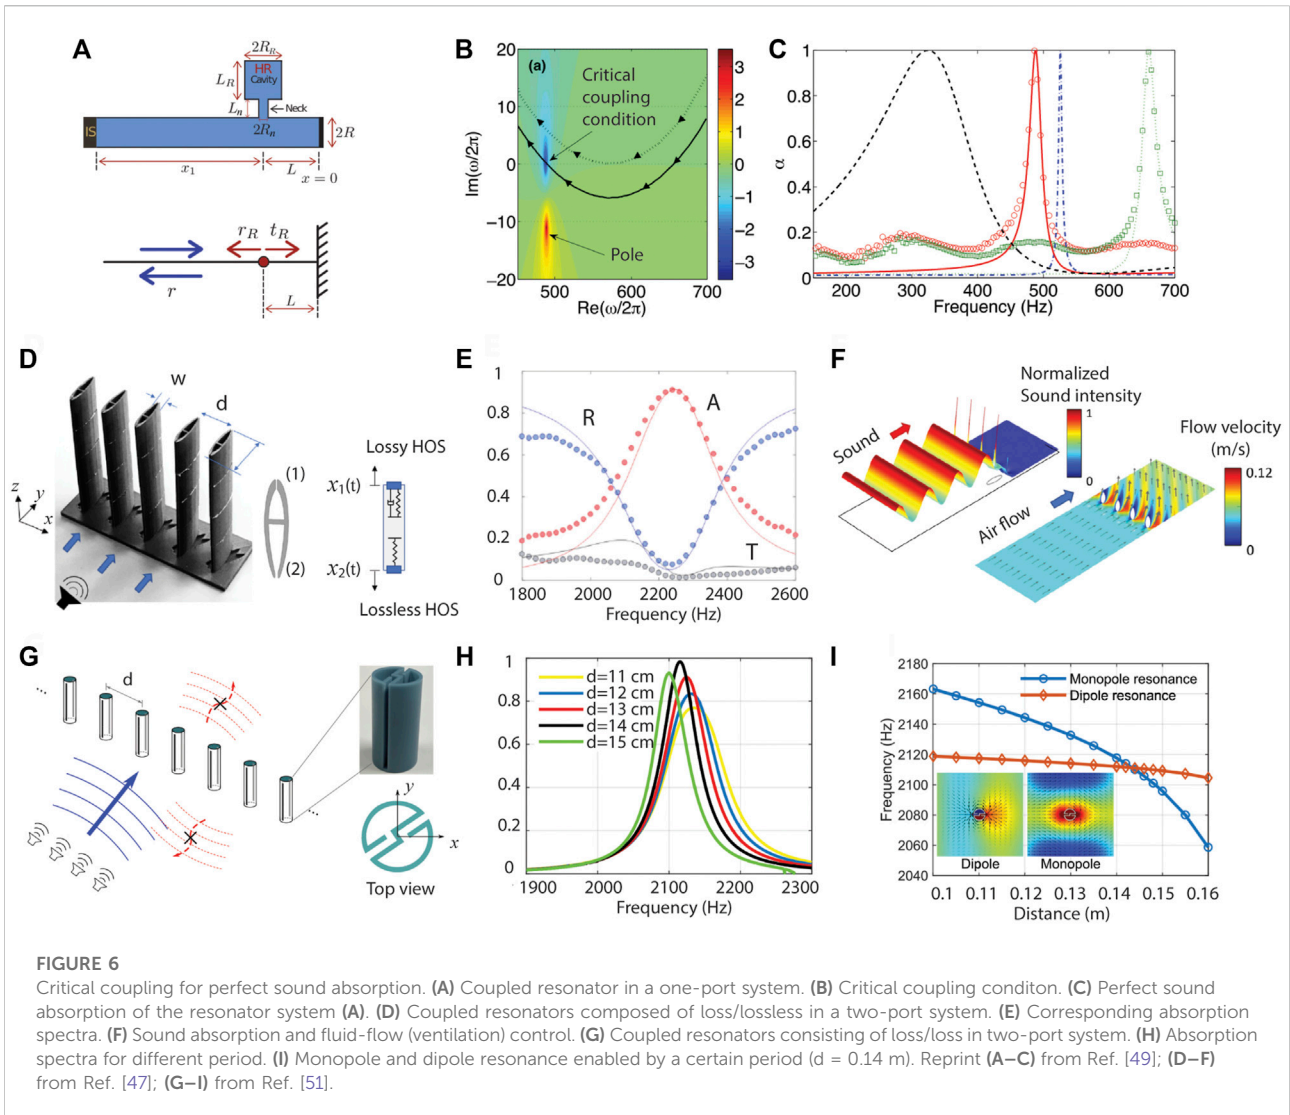 A
2R_R
HR
Cavity
L_R
L_n
Neck
IS
2R_n
2R
x_1
L
x = 0
r_R
t_R
r
L
B
20
10
0
−10
−20
Im(ω/2π)
(a)
Critical
coupling
condition
Pole
500
600
700
Re(ω/2π)
3
2
1
0
−1
−2
−3
C
1
0.8
0.6
0.4
0.2
0
α
200
300
400
500
600
700
Frequency (Hz)
D
w
d
z
y
x
(1)
(2)
Lossy HOS
x₁(t)
x₂(t)
Lossless HOS
E
1
0.8
0.6
0.4
0.2
0
R
A
T
1800
2000
2200
2400
2600
Frequency (Hz)
F
Normalized
Sound intensity
1
0
Sound
Flow velocity
(m/s)
0.12
0
Air flow
G
d
y
x
Top view
H
1
0.8
0.6
0.4
0.2
0
d=11 cm
d=12 cm
d=13 cm
d=14 cm
d=15 cm
1900
2000
2100
2200
2300
Frequency (Hz)
I
2180
2160
2140
2120
2100
2080
2060
2040
Frequency (Hz)
Monopole resonance
Dipole resonance
Dipole
Monopole
0.1
0.11
0.12
0.13
0.14
0.15
0.16
Distance (m)
FIGURE 6
Critical coupling for perfect sound absorption. (A) Coupled resonator in a one-port system. (B) Critical coupling conditon. (C) Perfect sound
absorption of the resonator system (A). (D) Coupled resonators composed of loss/lossless in a two-port system. (E) Corresponding absorption
spectra. (F) Sound absorption and fluid-flow (ventilation) control. (G) Coupled resonators consisting of loss/loss in two-port system. (H) Absorption
spectra for different period. (I) Monopole and dipole resonance enabled by a certain period (d = 0.14 m). Reprint (A–C) from Ref. [49]; (D–F)
from Ref. [47]; (G–I) from Ref. [51].